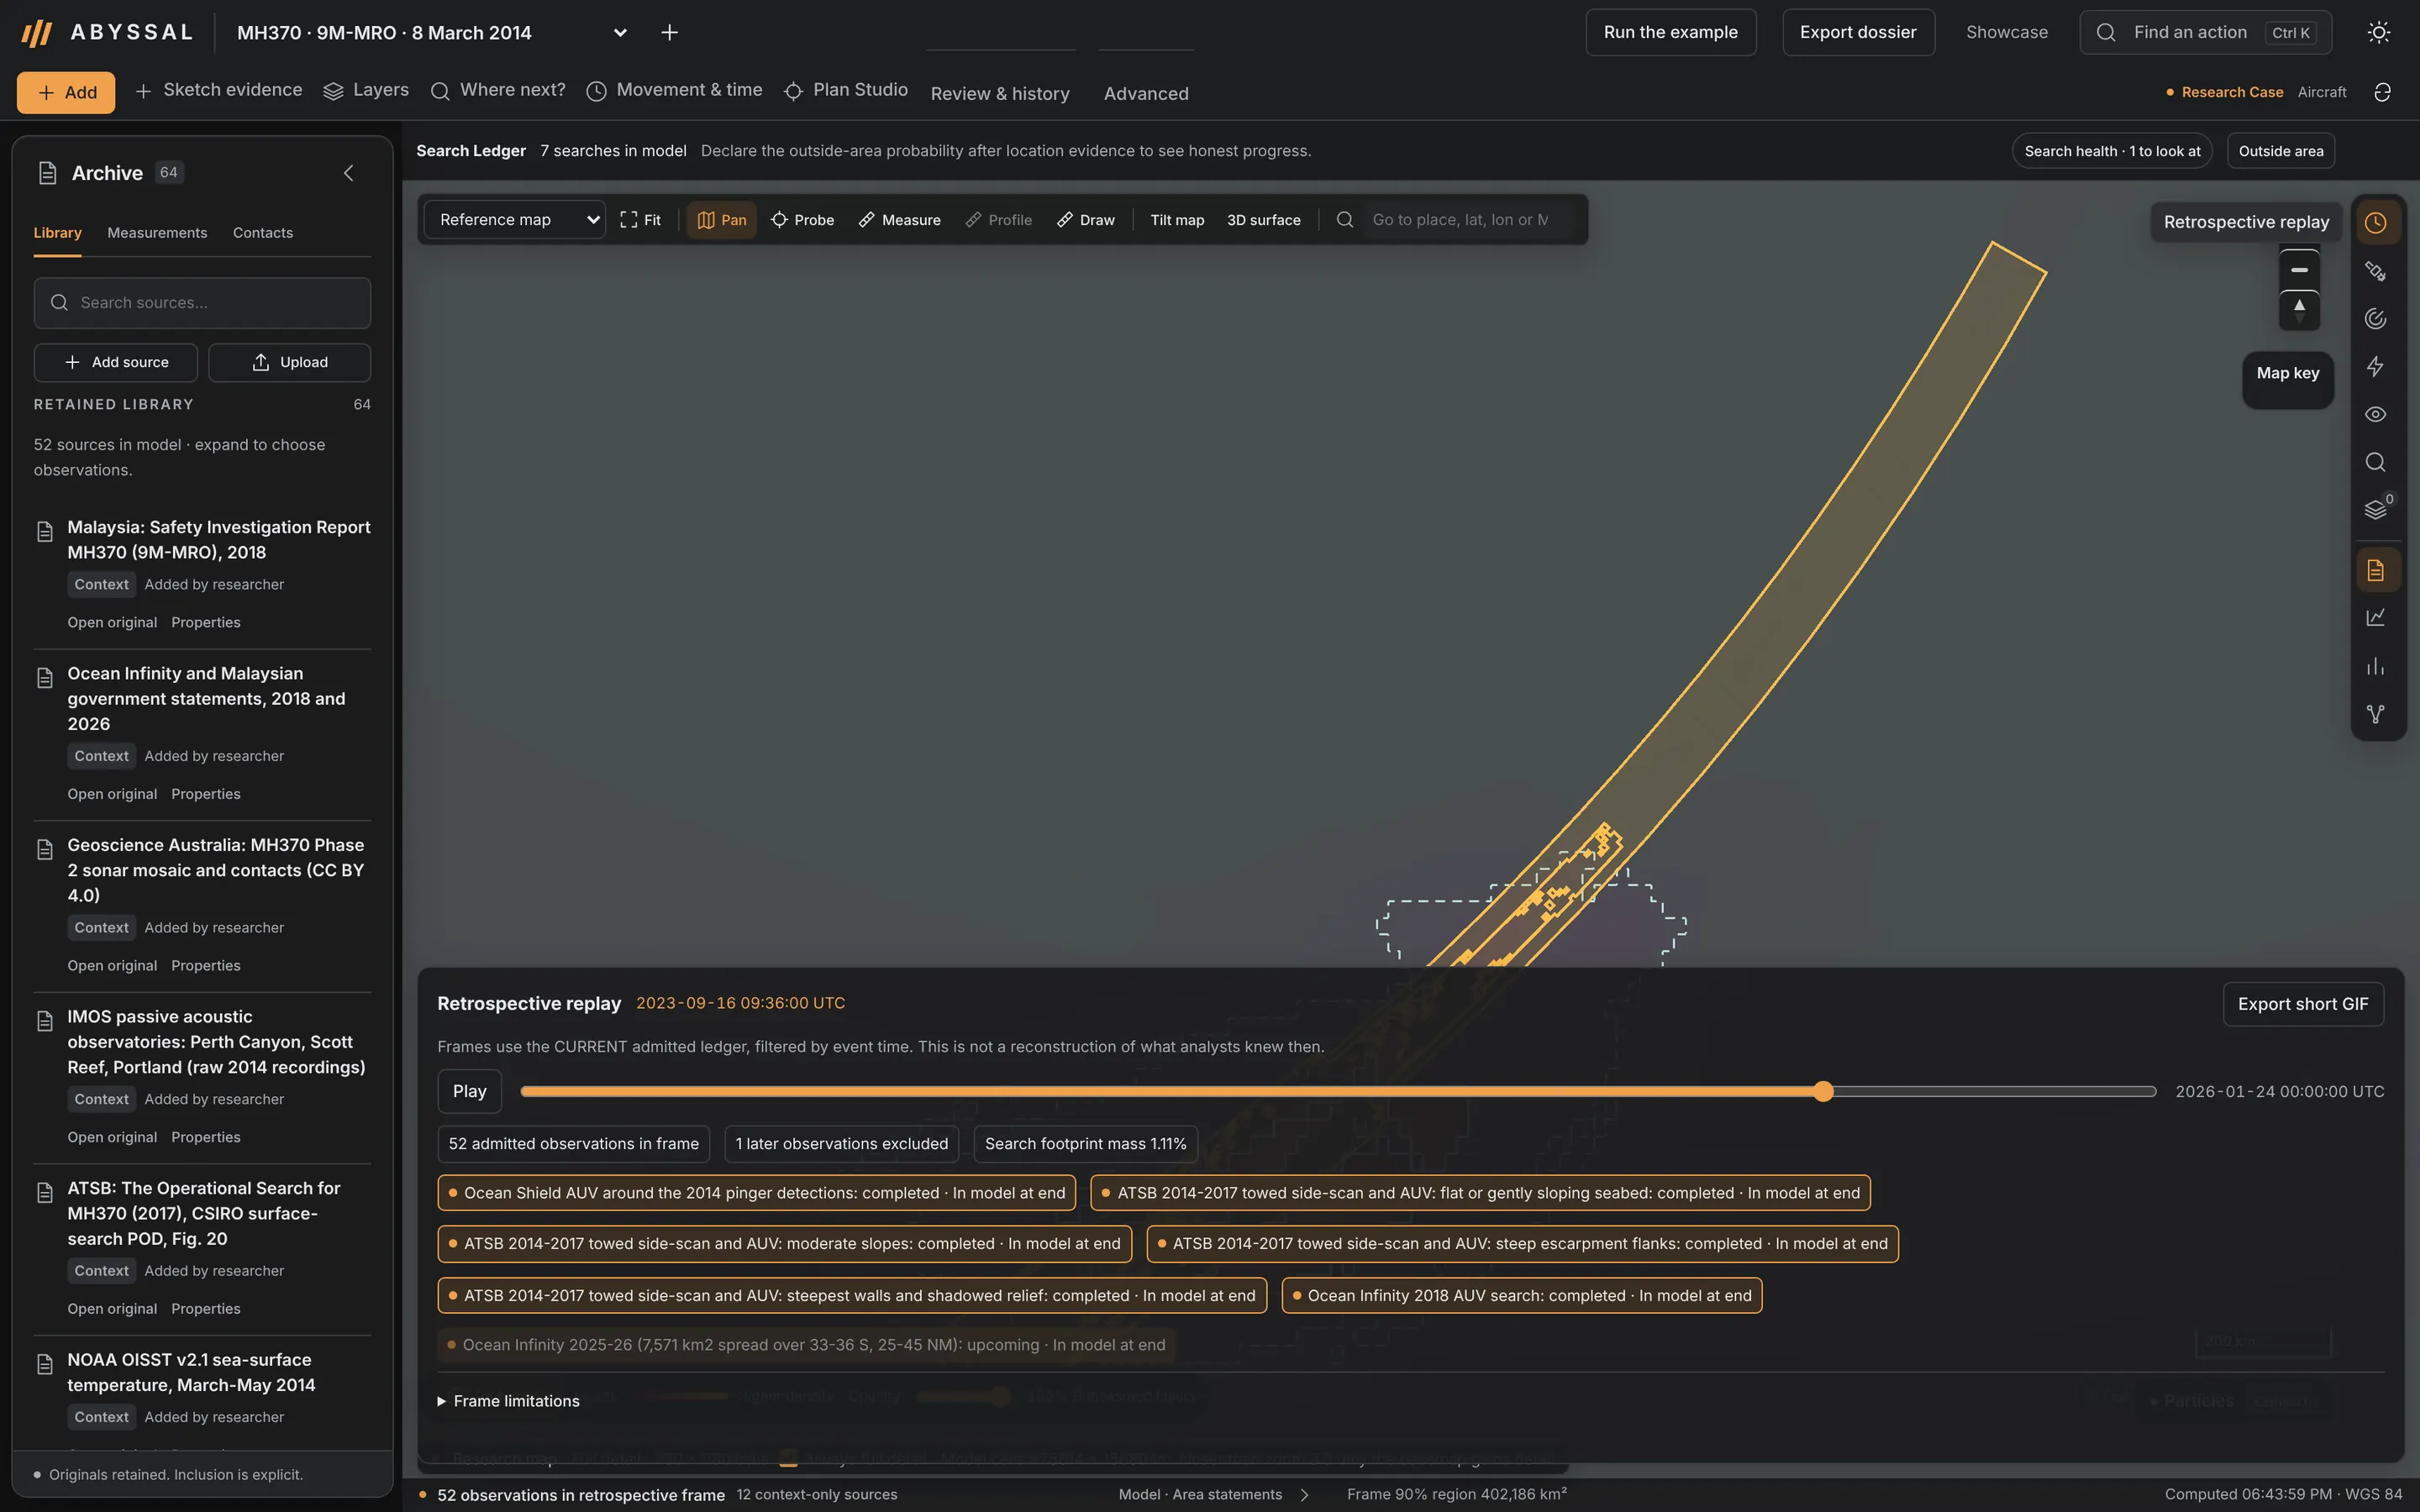 ABYSSAL
MH370 · 9M-MRO · 8 March 2014
Run the example
Export dossier
Showcase
Find an action
Ctrl K
Add
Sketch evidence
Layers
Where next?
Movement & time
Plan Studio
Review & history
Advanced
Research Case
Aircraft
Archive 64
Library
Measurements
Contacts
Search sources...
Add source
Upload
RETAINED LIBRARY 64
52 sources in model · expand to choose
observations.
Malaysia: Safety Investigation Report
MH370 (9M-MRO), 2018
Context Added by researcher
Open original Properties
Ocean Infinity and Malaysian
government statements, 2018 and
2026
Context Added by researcher
Open original Properties
Geoscience Australia: MH370 Phase
2 sonar mosaic and contacts (CC BY
4.0)
Context Added by researcher
Open original Properties
IMOS passive acoustic
observatories: Perth Canyon, Scott
Reef, Portland (raw 2014 recordings)
Context Added by researcher
Open original Properties
ATSB: The Operational Search for
MH370 (2017), CSIRO surface-
search POD, Fig. 20
Context Added by researcher
Open original Properties
NOAA OISST v2.1 sea-surface
temperature, March-May 2014
Context Added by researcher
Originals retained. Inclusion is explicit.
Search Ledger 7 searches in model Declare the outside-area probability after location evidence to see honest progress.
Search health · 1 to look at
Outside area
Reference map
Fit
Pan
Probe
Measure
Profile
Draw
Tilt map
3D surface
Go to place, lat, lon or M
Retrospective replay
Map key
0
Retrospective replay 2023-09-16 09:36:00 UTC
Export short GIF
Frames use the CURRENT admitted ledger, filtered by event time. This is not a reconstruction of what analysts knew then.
Play
2026-01-24 00:00:00 UTC
52 admitted observations in frame
1 later observations excluded
Search footprint mass 1.11%
Ocean Shield AUV around the 2014 pinger detections: completed · In model at end
ATSB 2014-2017 towed side-scan and AUV: flat or gently sloping seabed: completed · In model at end
ATSB 2014-2017 towed side-scan and AUV: moderate slopes: completed · In model at end
ATSB 2014-2017 towed side-scan and AUV: steep escarpment flanks: completed · In model at end
ATSB 2014-2017 towed side-scan and AUV: steepest walls and shadowed relief: completed · In model at end
Ocean Infinity 2018 AUV search: completed · In model at end
Ocean Infinity 2025-26 (7,571 km2 spread over 33-36 S, 25-45 NM): upcoming · In model at end
Frame limitations
Particles
Research map
52 observations in retrospective frame
12 context-only sources
Model · Area statements
Frame 90% region 402,186 km²
Computed 06:43:59 PM · WGS 84